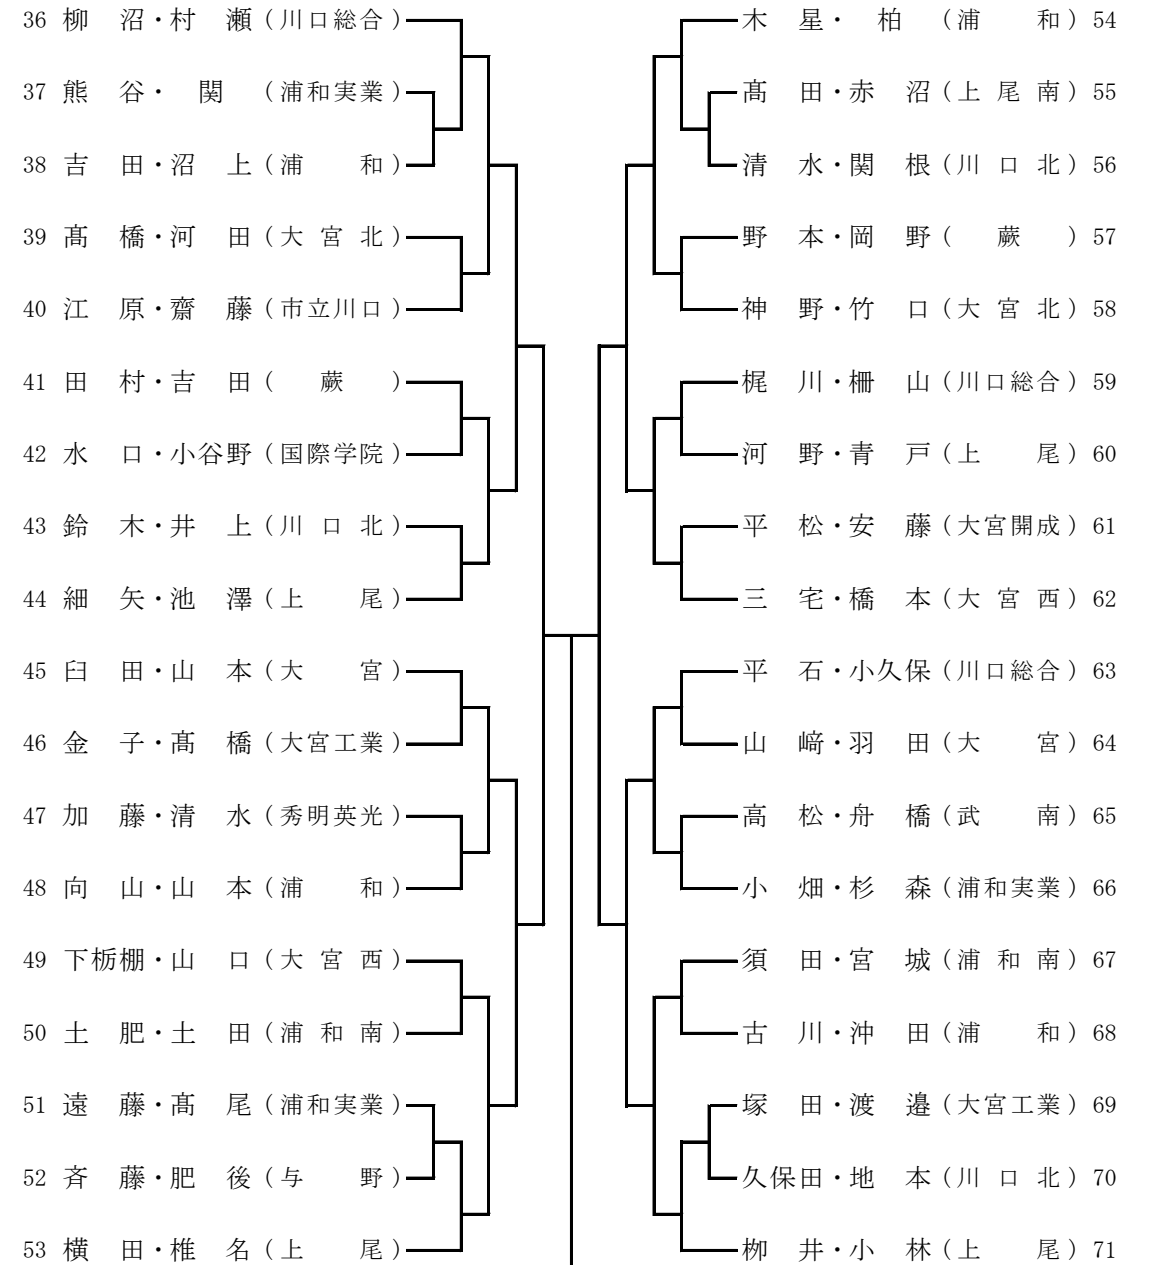 36 柳 沼・村 瀬 (川口総合)
37 熊 谷・ 関 (浦和実業)
38 吉 田・沼 上 (浦 和)
39 髙 橋・河 田 (大 宮 北)
40 江 原・齋 藤 (市立川口)
41 田 村・吉 田 ( 蕨 )
42 水 口・小谷野 (国際学院)
43 鈴 木・井 上 (川 口 北)
44 細 矢・池 澤 (上 尾)
45 臼 田・山 本 (大 宮)
46 金 子・髙 橋 (大宮工業)
47 加 藤・清 水 (秀明英光)
48 向 山・山 本 (浦 和)
49 下栃棚・山 口 (大 宮 西)
50 土 肥・土 田 (浦 和 南)
51 遠 藤・髙 尾 (浦和実業)
52 斉 藤・肥 後 (与 野)
53 横 田・椎 名 (上 尾)
木 星・ 柏 (浦 和) 54
髙 田・赤 沼 (上 尾 南) 55
清 水・関 根 (川 口 北) 56
野 本・岡 野 ( 蕨 ) 57
神 野・竹 口 (大 宮 北) 58
梶 川・柵 山 (川口総合) 59
河 野・青 戸 (上 尾) 60
平 松・安 藤 (大宮開成) 61
三 宅・橋 本 (大 宮 西) 62
平 石・小久保 (川口総合) 63
山 﨑・羽 田 (大 宮) 64
高 松・舟 橋 (武 南) 65
小 畑・杉 森 (浦和実業) 66
須 田・宮 城 (浦 和 南) 67
古 川・沖 田 (浦 和) 68
塚 田・渡 邉 (大宮工業) 69
久保田・地 本 (川 口 北) 70
栁 井・小 林 (上 尾) 71